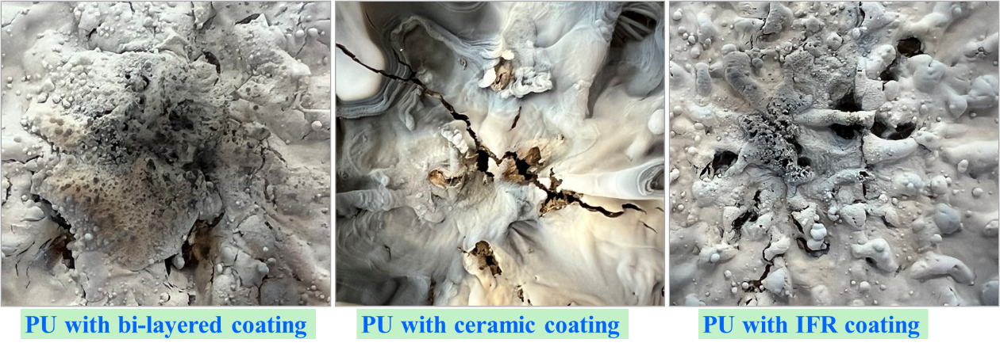 PU with bi-layered coating
PU with ceramic coating
PU with IFR coating